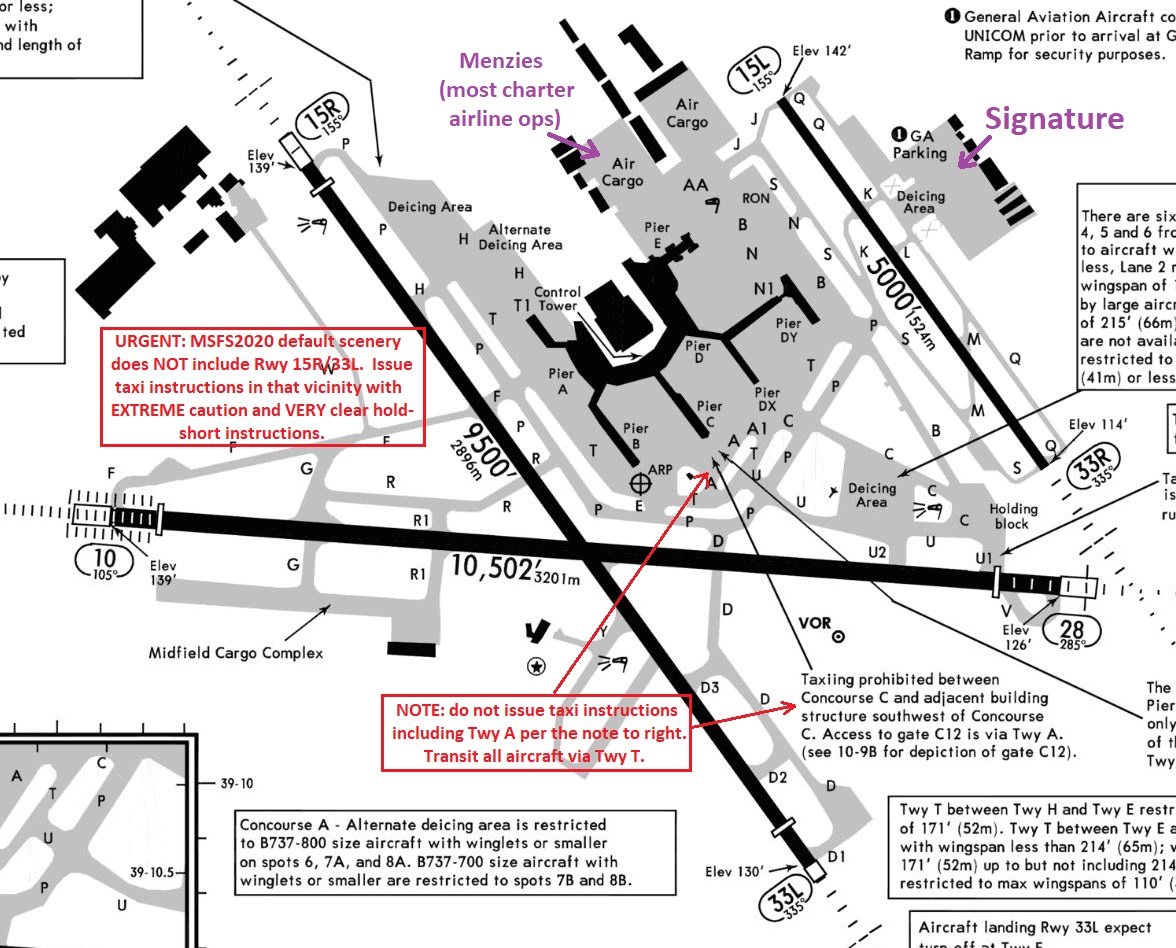 or less;
with
nd length of
❶ General Aviation Aircraft co
UNICOM prior to arrival at G
Ramp for security purposes.
Menzies
(most charter
airline ops)
Signature
15L
155°
Elev 142'
15R
155°
Elev
139'
Air
Cargo
Air
Cargo
❶ GA
Parking
Deicing
Area
Q
Q
J
J
P
K
K
L
AA
RON
S
S
S
B
B
N
N
N1
Deicing Area
Alternate
Deicing Area
Pier
E
P
H
H
H
T1
Control
Tower
T
P
5000'
1524m
There are six
4, 5 and 6 fro
to aircraft w
less, Lane 2 r
wingspan of 1
by large aircr
of 215' (66m)
are not avail
restricted to
(41m) or less
ted
URGENT: MSFS2020 default scenery
does NOT include Rwy 15R/33L. Issue
taxi instructions in that vicinity with
EXTREME caution and VERY clear hold-
short instructions.
W
Pier
A
Pier
D
Pier
DY
Pier
DX
Pier
C
Pier
B
P
S
T
P
M
Q
M
B
Q
S
Elev 114'
33R
335°
F
P
R
F
F
F
G
R
R1
R
9500'
2896m
T
A1
C
A
T
P
U
A
T
U
ARP
E
P
P
P
D
C
Deicing
Area
C
C
Holding
block
U
U2
U1
V
Ta
is
ru
10
105°
Elev
139'
G
R1
10,502'
3201m
Elev
126'
28
285°
Midfield Cargo Complex
Y
D
VOR
D3
D
NOTE: do not issue taxi instructions
including Twy A per the note to right.
Transit all aircraft via Twy T.
Taxiing prohibited between
Concourse C and adjacent building
structure southwest of Concourse
C. Access to gate C12 is via Twy A.
(see 10-9B for depiction of gate C12).
The
Pier
only
of th
Twy
D2
D
D1
Elev 130'
33L
335°
A
C
T
P
U
P
U
39-10
39-10.5
Concourse A - Alternate deicing area is restricted
to B737-800 size aircraft with winglets or smaller
on spots 6, 7A, and 8A. B737-700 size aircraft with
winglets or smaller are restricted to spots 7B and 8B.
Twy T between Twy H and Twy E restr
of 171' (52m). Twy T between Twy E a
with wingspan less than 214' (65m); w
171' (52m) up to but not including 214
restricted to max wingspans of 110' (
Aircraft landing Rwy 33L expect
turn off at Twy F